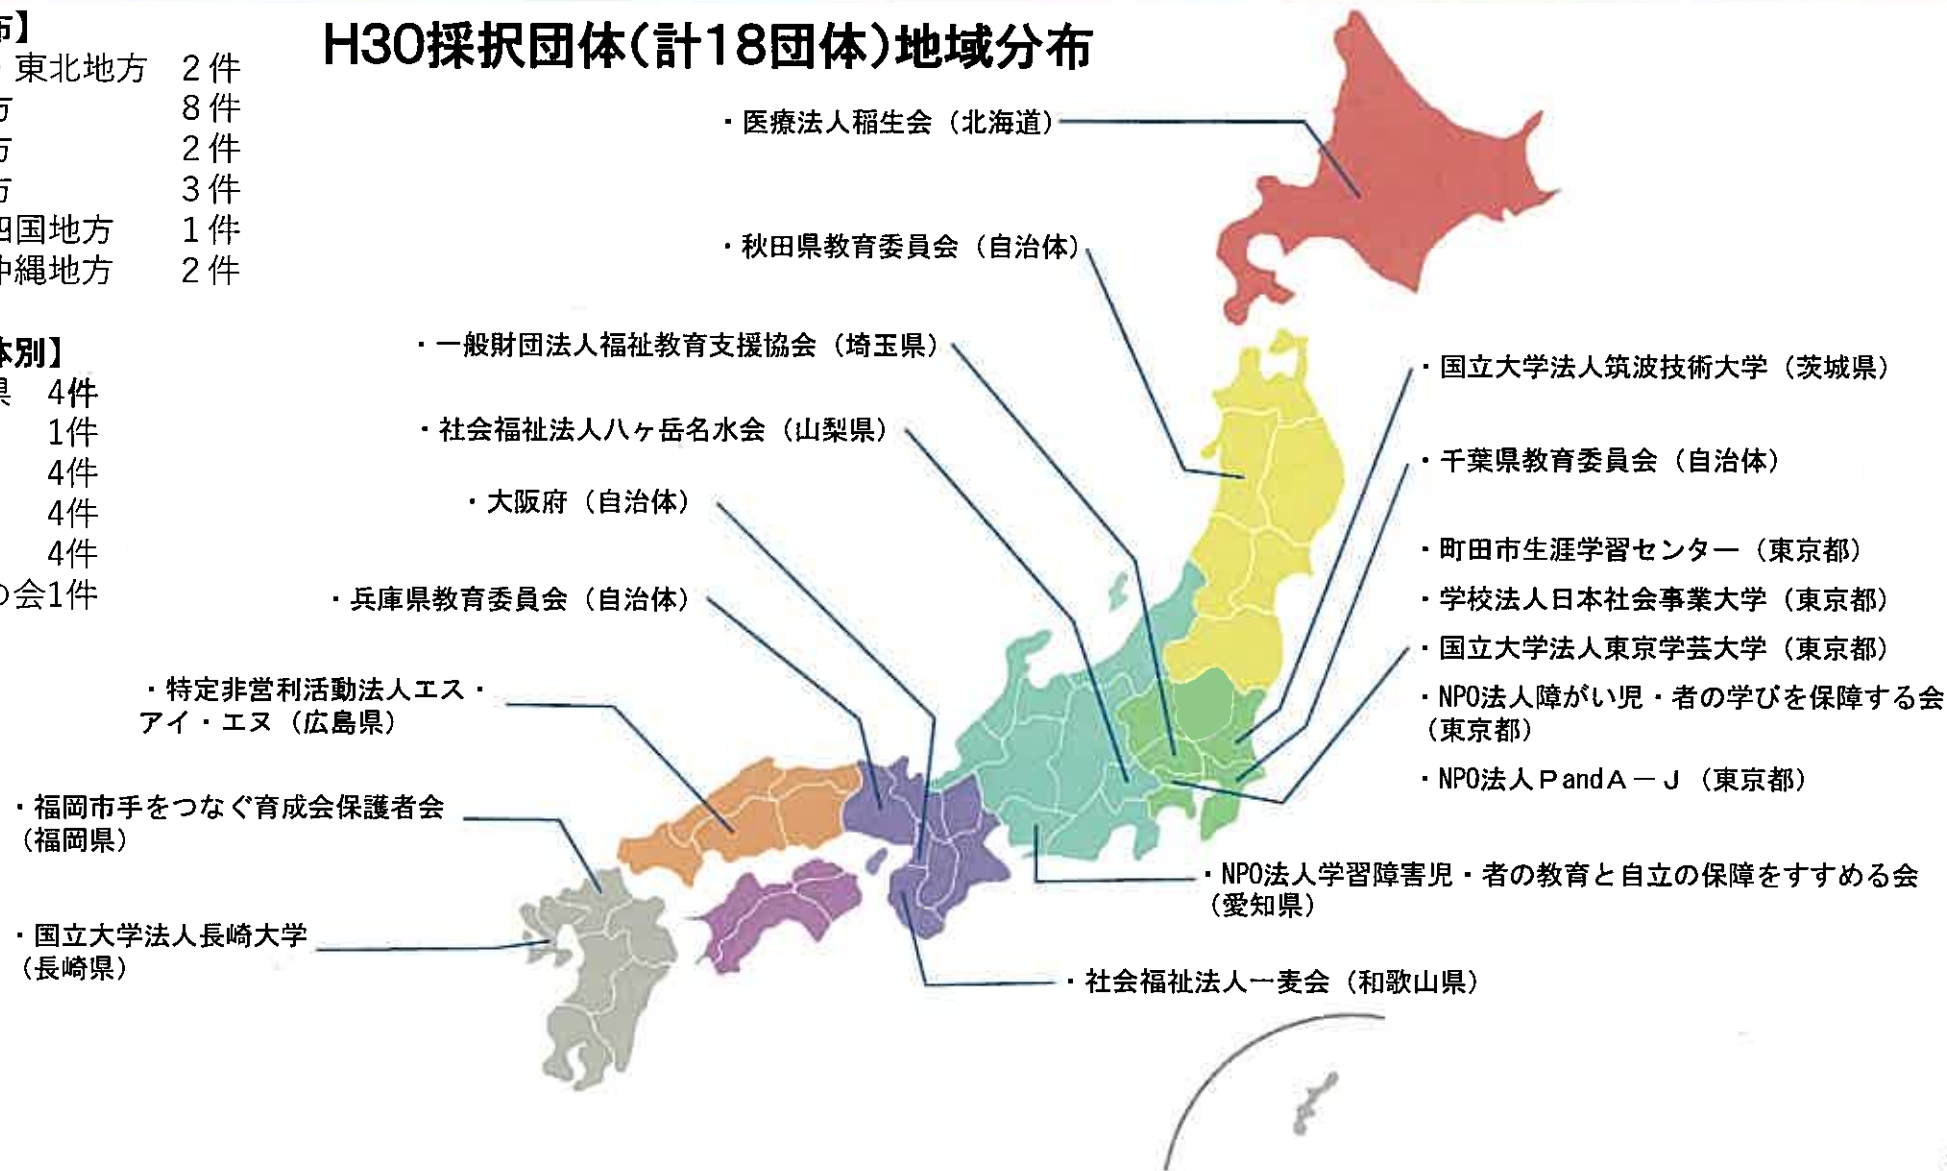 H30採択団体（計18団体）地域分布
布】
・東北地方　2件
方　8件
方　2件
方　3件
四国地方　1件
沖縄地方　2件
体別】
県　4件
1件
4件
4件
4件
の会1件
・医療法人稲生会（北海道）
・秋田県教育委員会（自治体）
・一般財団法人福祉教育支援協会（埼玉県）
・社会福祉法人八ヶ岳名水会（山梨県）
・大阪府（自治体）
・兵庫県教育委員会（自治体）
・特定非営利活動法人エス・
アイ・エヌ（広島県）
・福岡市手をつなぐ育成会保護者会
（福岡県）
・国立大学法人長崎大学
（長崎県）
・国立大学法人筑波技術大学（茨城県）
・千葉県教育委員会（自治体）
・町田市生涯学習センター（東京都）
・学校法人日本社会事業大学（東京都）
・国立大学法人東京学芸大学（東京都）
・NPO法人障がい児・者の学びを保障する会
（東京都）
・NPO法人ＰandＡ－Ｊ（東京都）
・NPO法人学習障害児・者の教育と自立の保障をすすめる会
（愛知県）
・社会福祉法人一麦会（和歌山県）